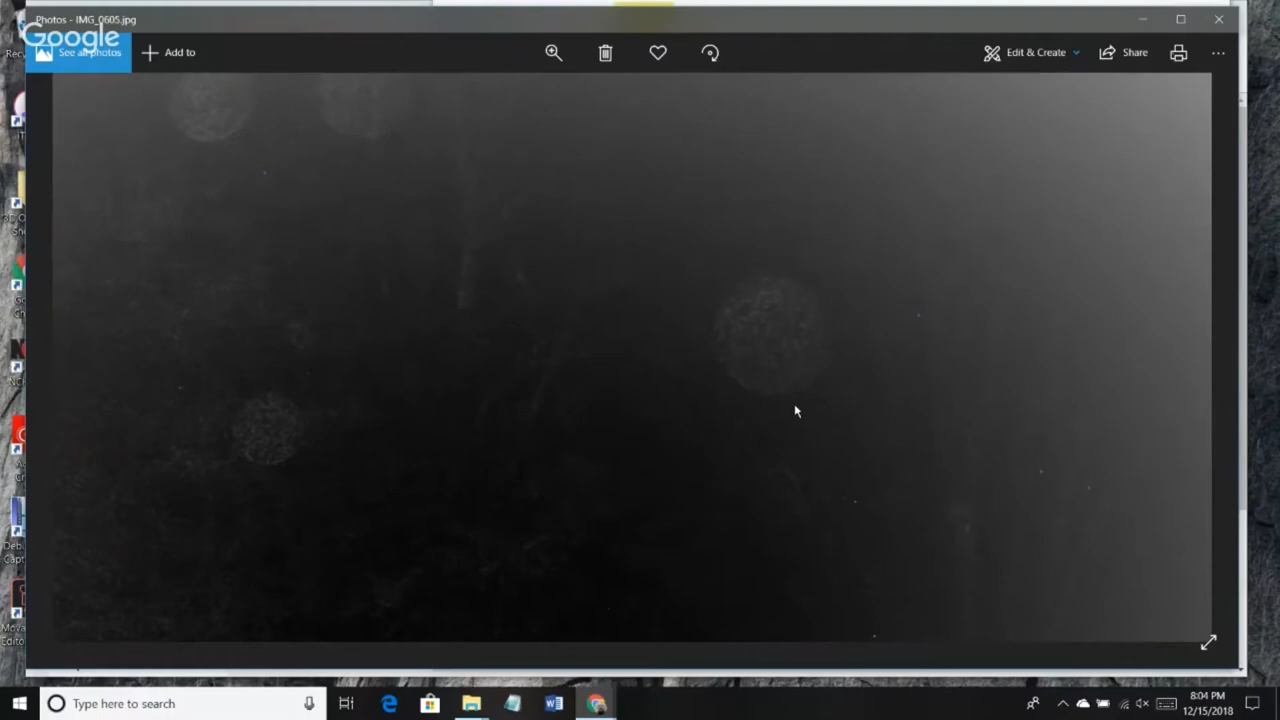 Photos - IMG_0605.jpg
Google
See all photos
Add to
Edit & Create
Share
Type here to search
8:04 PM
12/15/2018